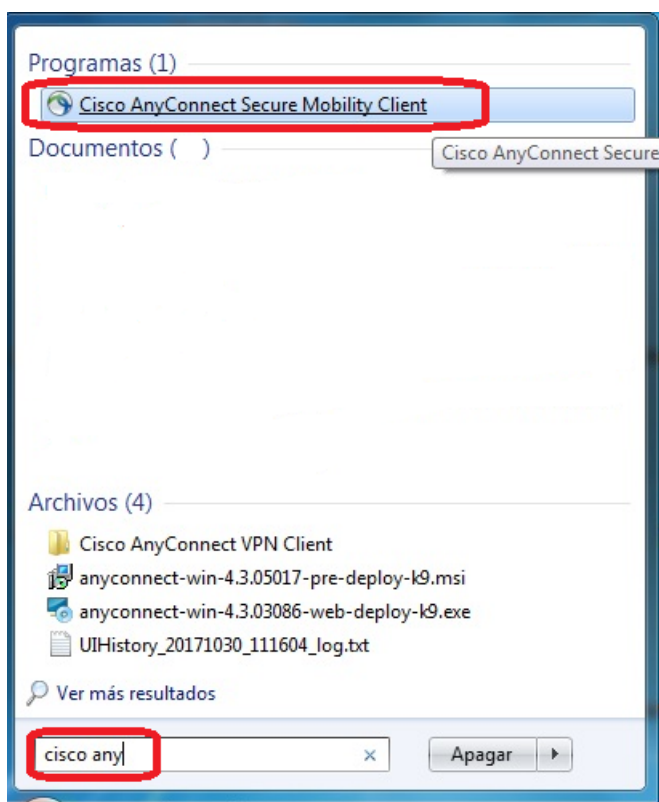 Programas (1)
Cisco AnyConnect Secure Mobility Client
Documentos ( )
Cisco AnyConnect Secure
Archivos (4)
Cisco AnyConnect VPN Client
anyconnect-win-4.3.05017-pre-deploy-k9.msi
anyconnect-win-4.3.03086-web-deploy-k9.exe
UIHistory_20171030_111604_log.txt
Ver más resultados
cisco any
Apagar